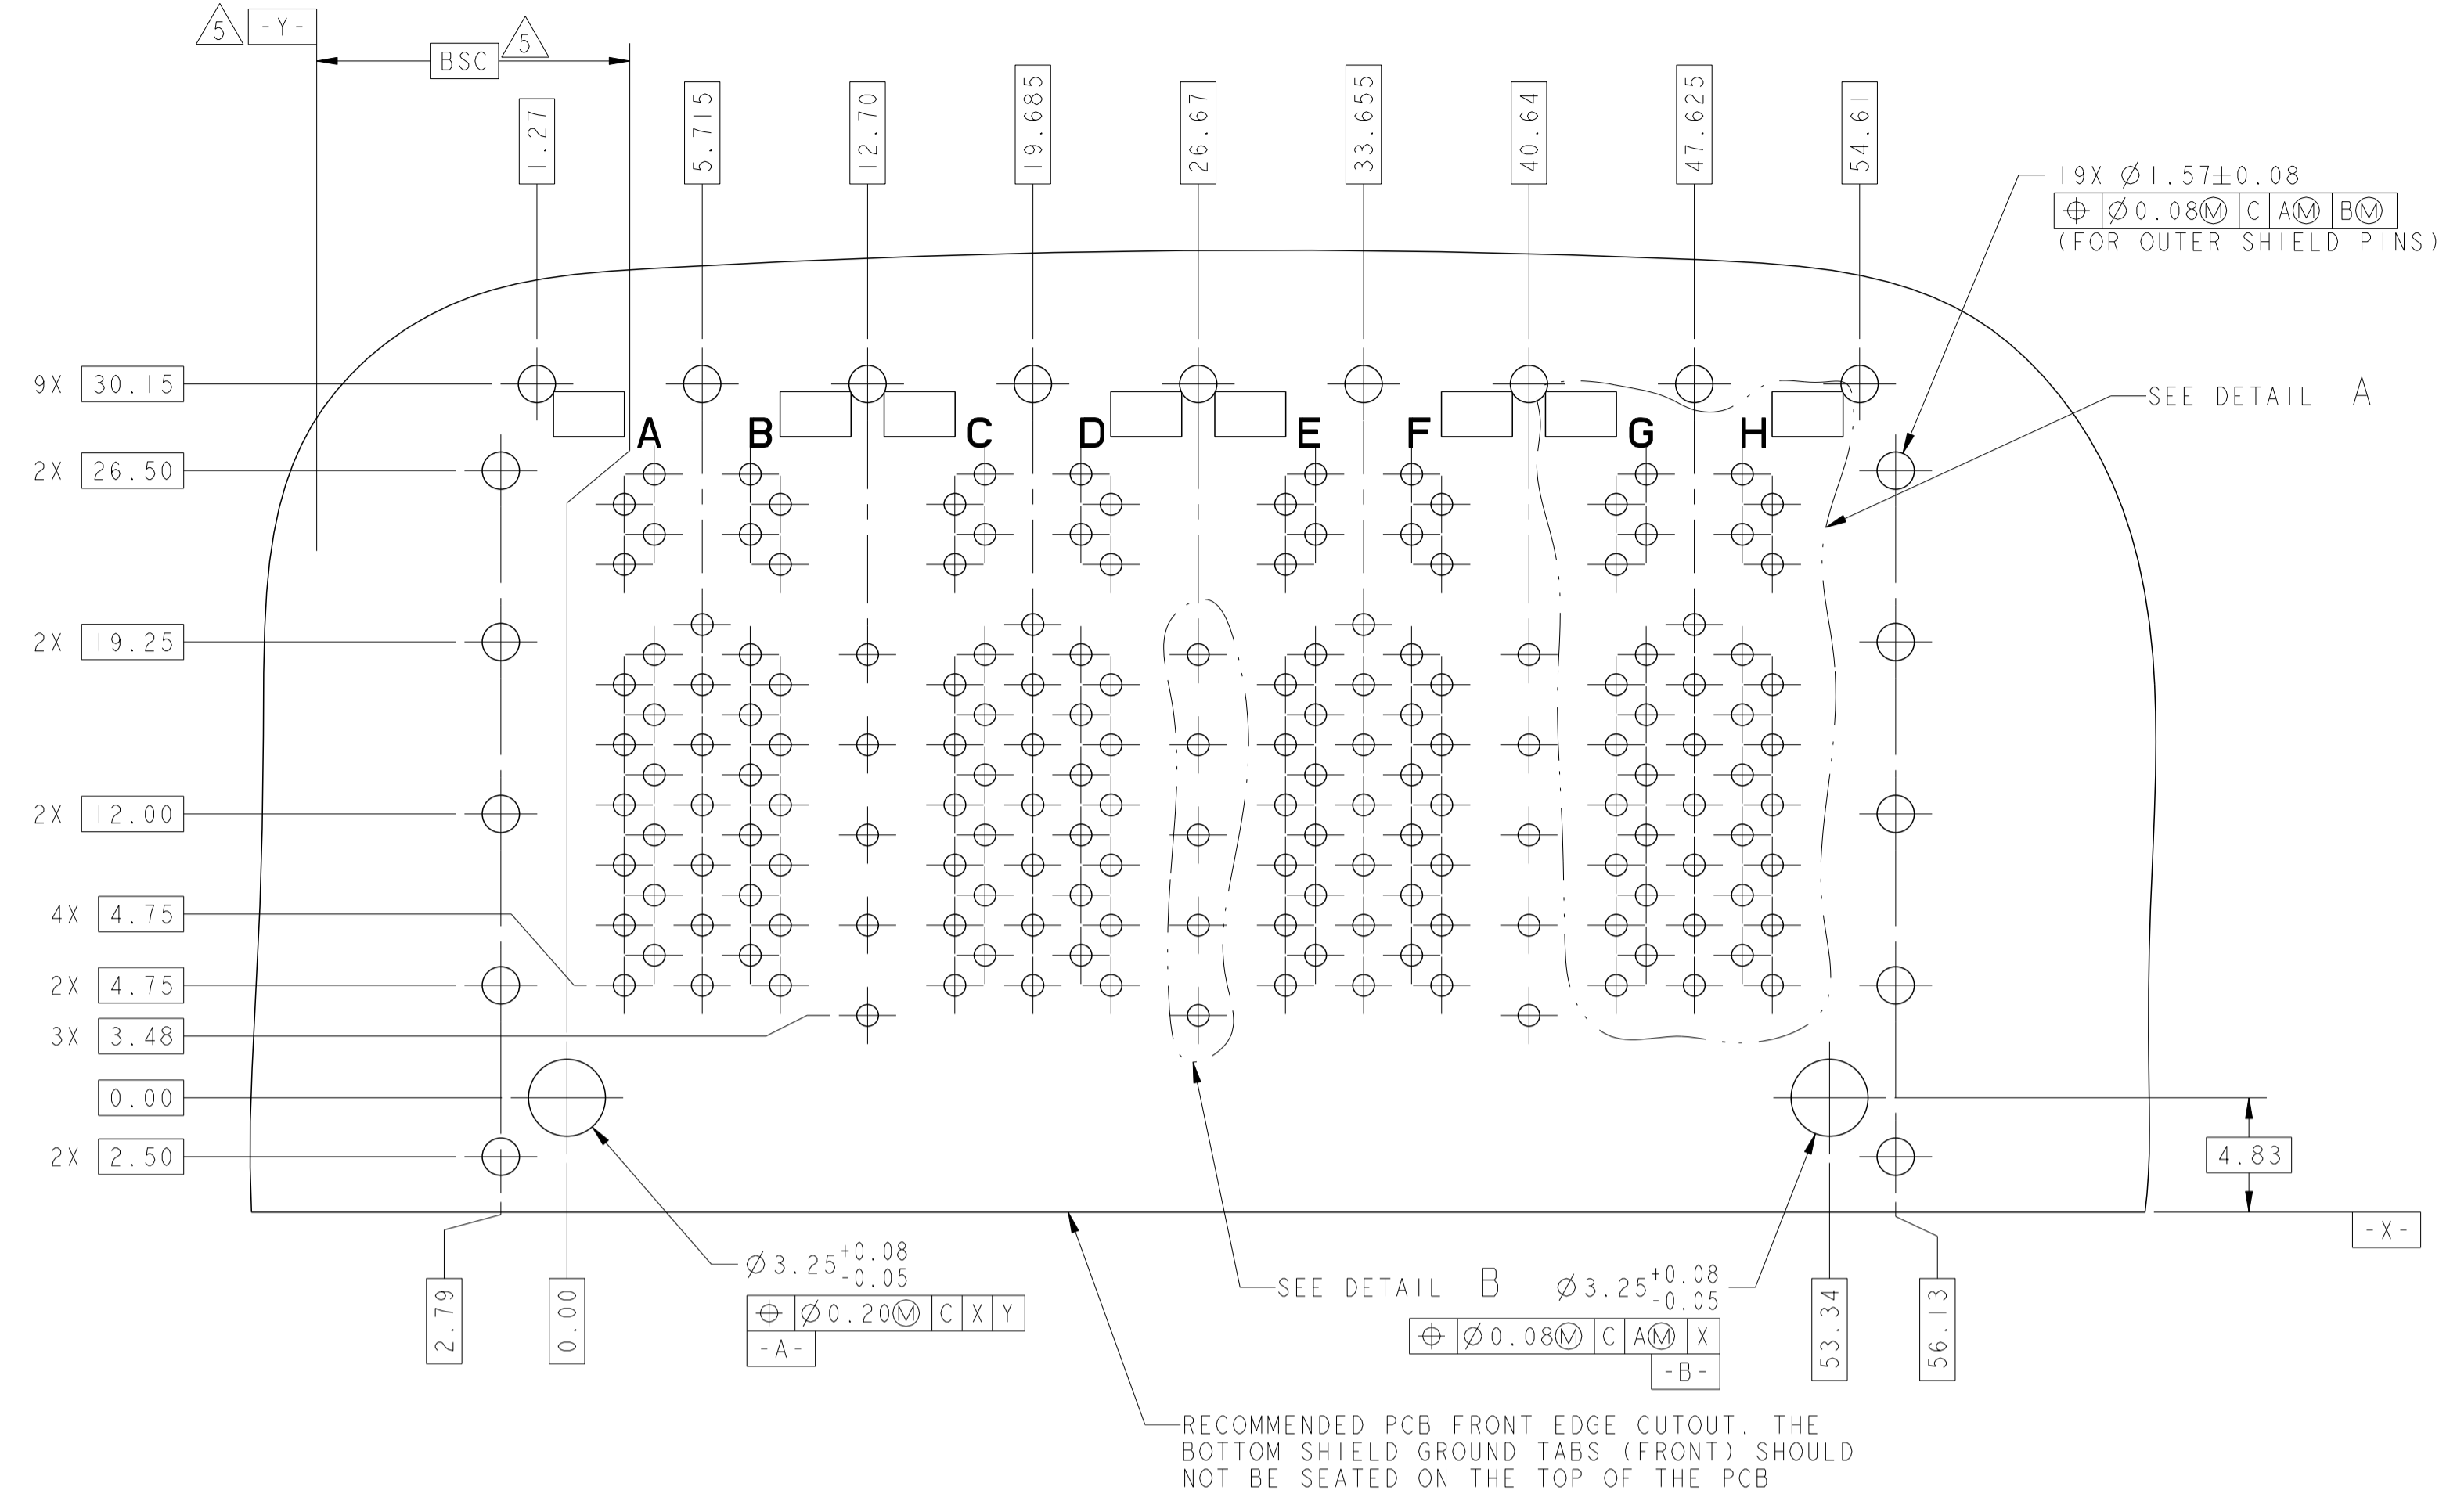 5 -Y-
BSC 5
1.27
5.715
12.70
19.685
26.67
33.655
40.64
47.625
54.61
19X Ø1.57±0.08
⌖ Ø0.08Ⓜ C AⓂ BⓂ
(FOR OUTER SHIELD PINS)
9X 30.15
SEE DETAIL A
A B C D E F G H
2X 26.50
2X 19.25
2X 12.00
4X 4.75
2X 4.75
3X 3.48
0.00
2X 2.50
4.83
-X-
2.79
0.00
Ø3.25+0.08
-0.05
⌖ Ø0.20Ⓜ C X Y
-A-
SEE DETAIL B
Ø3.25+0.08
-0.05
⌖ Ø0.08Ⓜ C AⓂ X
-B-
53.34
56.13
RECOMMENDED PCB FRONT EDGE CUTOUT. THE
BOTTOM SHIELD GROUND TABS (FRONT) SHOULD
NOT BE SEATED ON THE TOP OF THE PCB